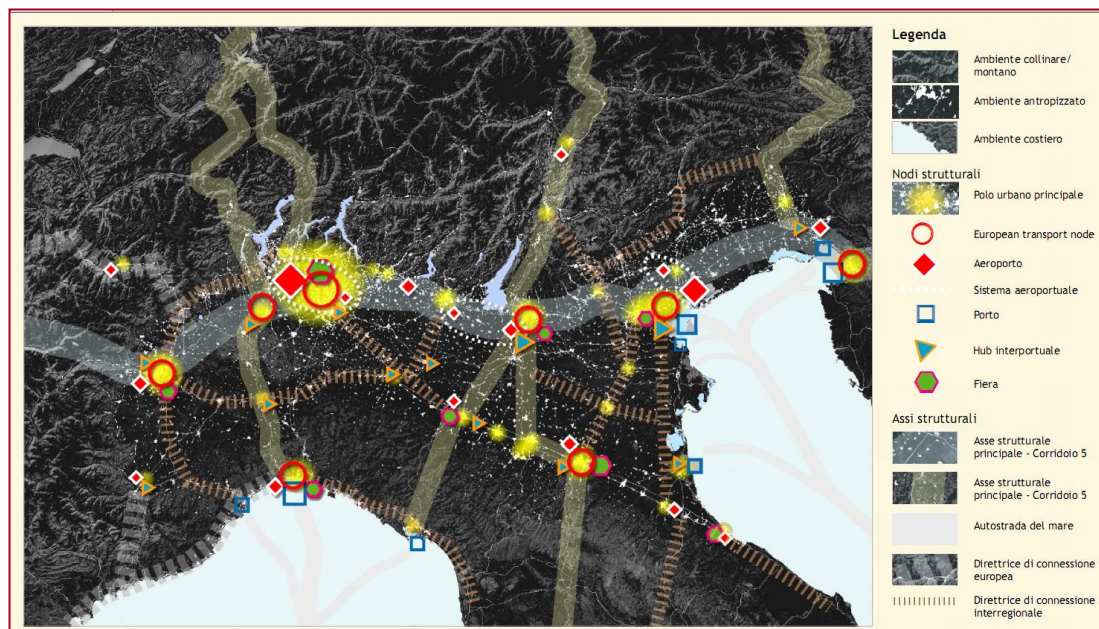 Legenda
Ambiente collinare/
montano
Ambiente antropizzato
Ambiente costiero
Nodi strutturali
Polo urbano principale
European transport node
Aeroporto
Sistema aeroportuale
Porto
Hub interportuale
Fiera
Assi strutturali
Asse strutturale
principale - Corridoio 5
Asse strutturale
principale - Corridoio 5
Autostrada del mare
Direttrice di connessione
europea
Direttrice di connessione
interregionale